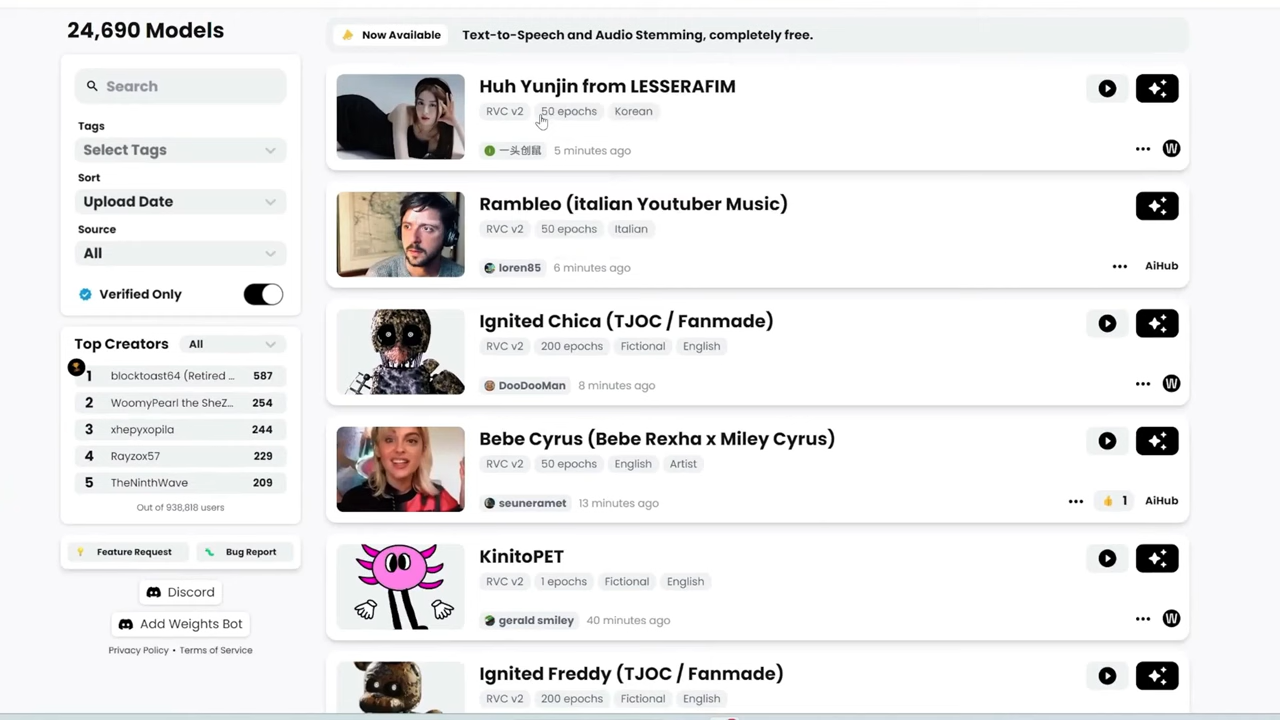 24,690 Models
Search
Tags
Select Tags
Sort
Upload Date
Source
All
Verified Only
Top Creators All
1 blocktoast64 (Retired ... 587
2 WoomyPearl the SheZ... 254
3 xhepyxopila 244
4 Rayzox57 229
5 TheNinthWave 209
Out of 938,818 users
Feature Request Bug Report
Discord
Add Weights Bot
Privacy Policy • Terms of Service
Now Available Text-to-Speech and Audio Stemming, completely free.
Huh Yunjin from LESSERAFIM
RVC v2 50 epochs Korean
一头创鼠 5 minutes ago W
Rambleo (italian Youtuber Music)
RVC v2 50 epochs Italian
loren85 6 minutes ago AiHub
Ignited Chica (TJOC / Fanmade)
RVC v2 200 epochs Fictional English
DooDooMan 8 minutes ago W
Bebe Cyrus (Bebe Rexha x Miley Cyrus)
RVC v2 50 epochs English Artist
seuneramet 13 minutes ago 1 AiHub
KinitoPET
RVC v2 1 epochs Fictional English
gerald smiley 40 minutes ago W
Ignited Freddy (TJOC / Fanmade)
RVC v2 200 epochs Fictional English